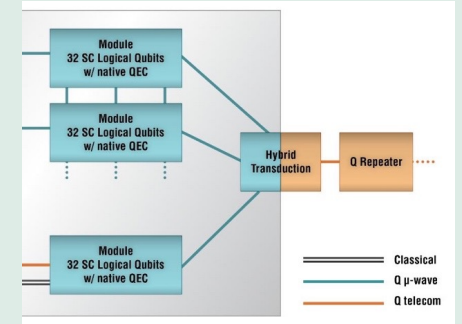 Module
32 SC Logical Qubits
w/ native QEC
Module
32 SC Logical Qubits
w/ native QEC
Hybrid
Transduction
Q Repeater
Module
32 SC Logical Qubits
w/ native QEC
Classical
Q μ-wave
Q telecom